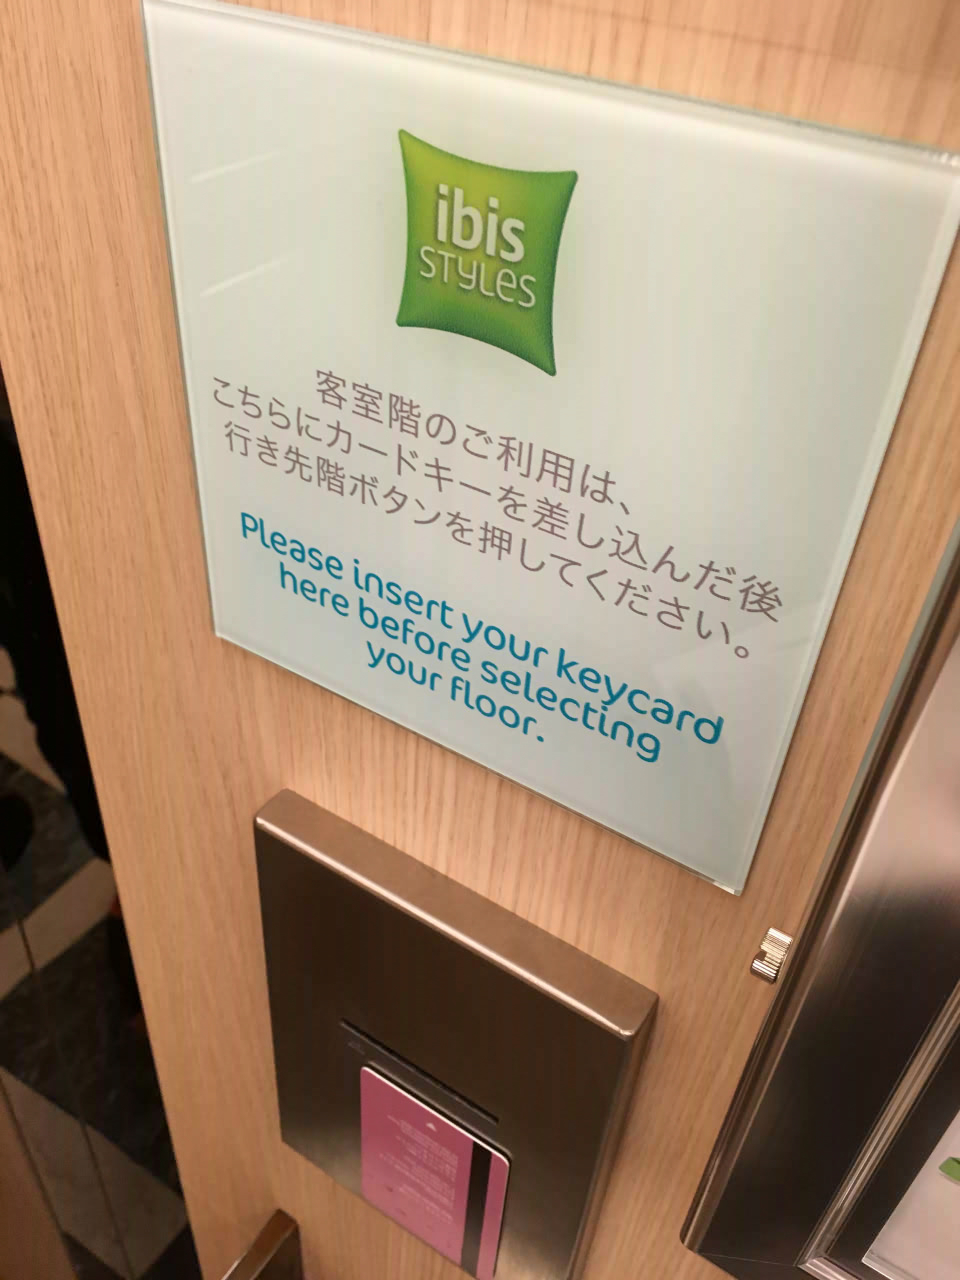 ibis
STYLES
客室階のご利用は、
こちらにカードキーを差し込んだ後
行き先階ボタンを押してください。
Please insert your keycard
here before selecting
your floor.